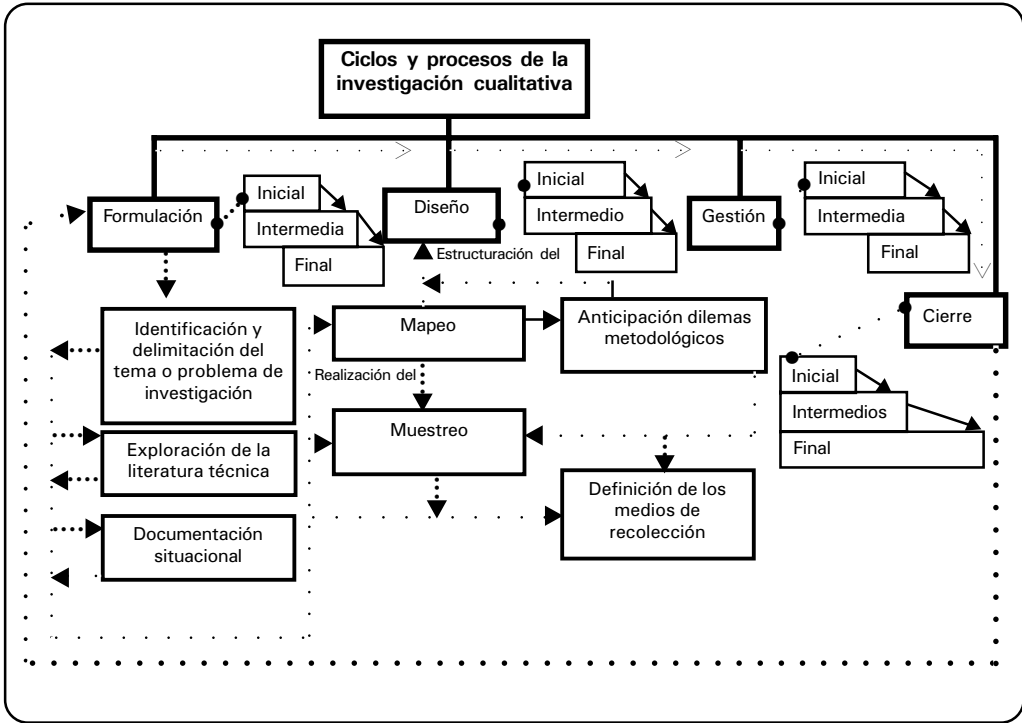 Ciclos y procesos de la
investigación cualitativa
Formulación
Inicial
Intermedia
Final
Diseño
Inicial
Intermedio
Final
Gestión
Inicial
Intermedia
Final
Cierre
Inicial
Intermedios
Final
Estructuración del
Identificación y
delimitación del
tema o problema de
investigación
Mapeo
Anticipación dilemas
metodológicos
Realización del
Exploración de la
literatura técnica
Muestreo
Documentación
situacional
Definición de los
medios de
recolección